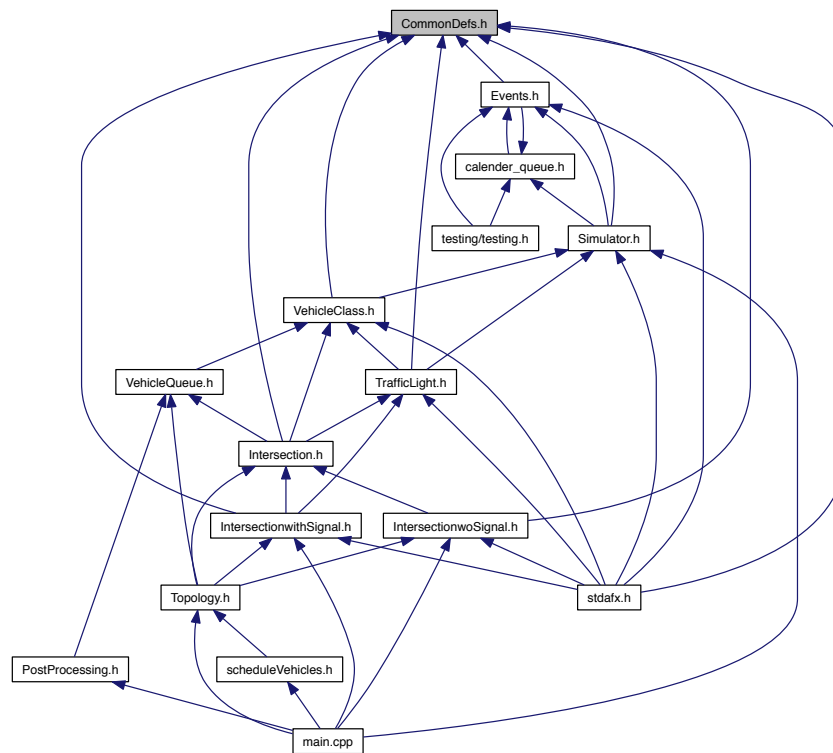 CommonDefs.h
Events.h
calender_queue.h
testing/testing.h
Simulator.h
VehicleClass.h
VehicleQueue.h
TrafficLight.h
Intersection.h
IntersectionwithSignal.h
IntersectionwoSignal.h
Topology.h
stdafx.h
PostProcessing.h
scheduleVehicles.h
main.cpp